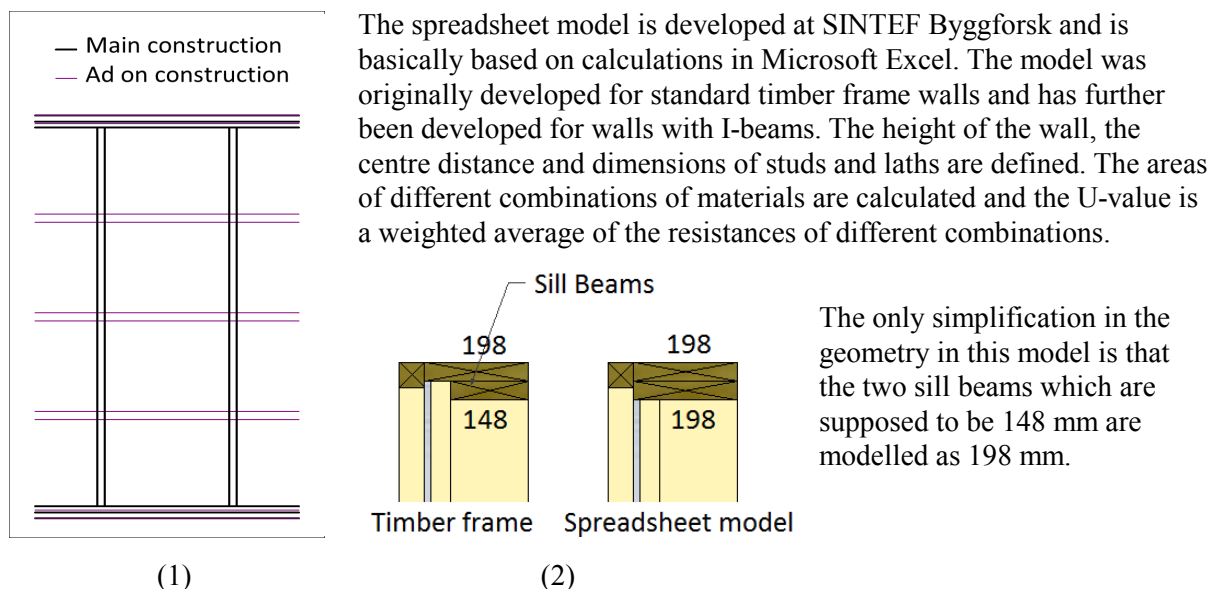 Main construction
Ad on construction
The spreadsheet model is developed at SINTEF Byggforsk and is
basically based on calculations in Microsoft Excel. The model was
originally developed for standard timber frame walls and has further
been developed for walls with I-beams. The height of the wall, the
centre distance and dimensions of studs and laths are defined. The areas
of different combinations of materials are calculated and the U-value is
a weighted average of the resistances of different combinations.
Sill Beams
198
198
148
198
Timber frame
Spreadsheet model
The only simplification in the
geometry in this model is that
the two sill beams which are
supposed to be 148 mm are
modelled as 198 mm.
(1)
(2)